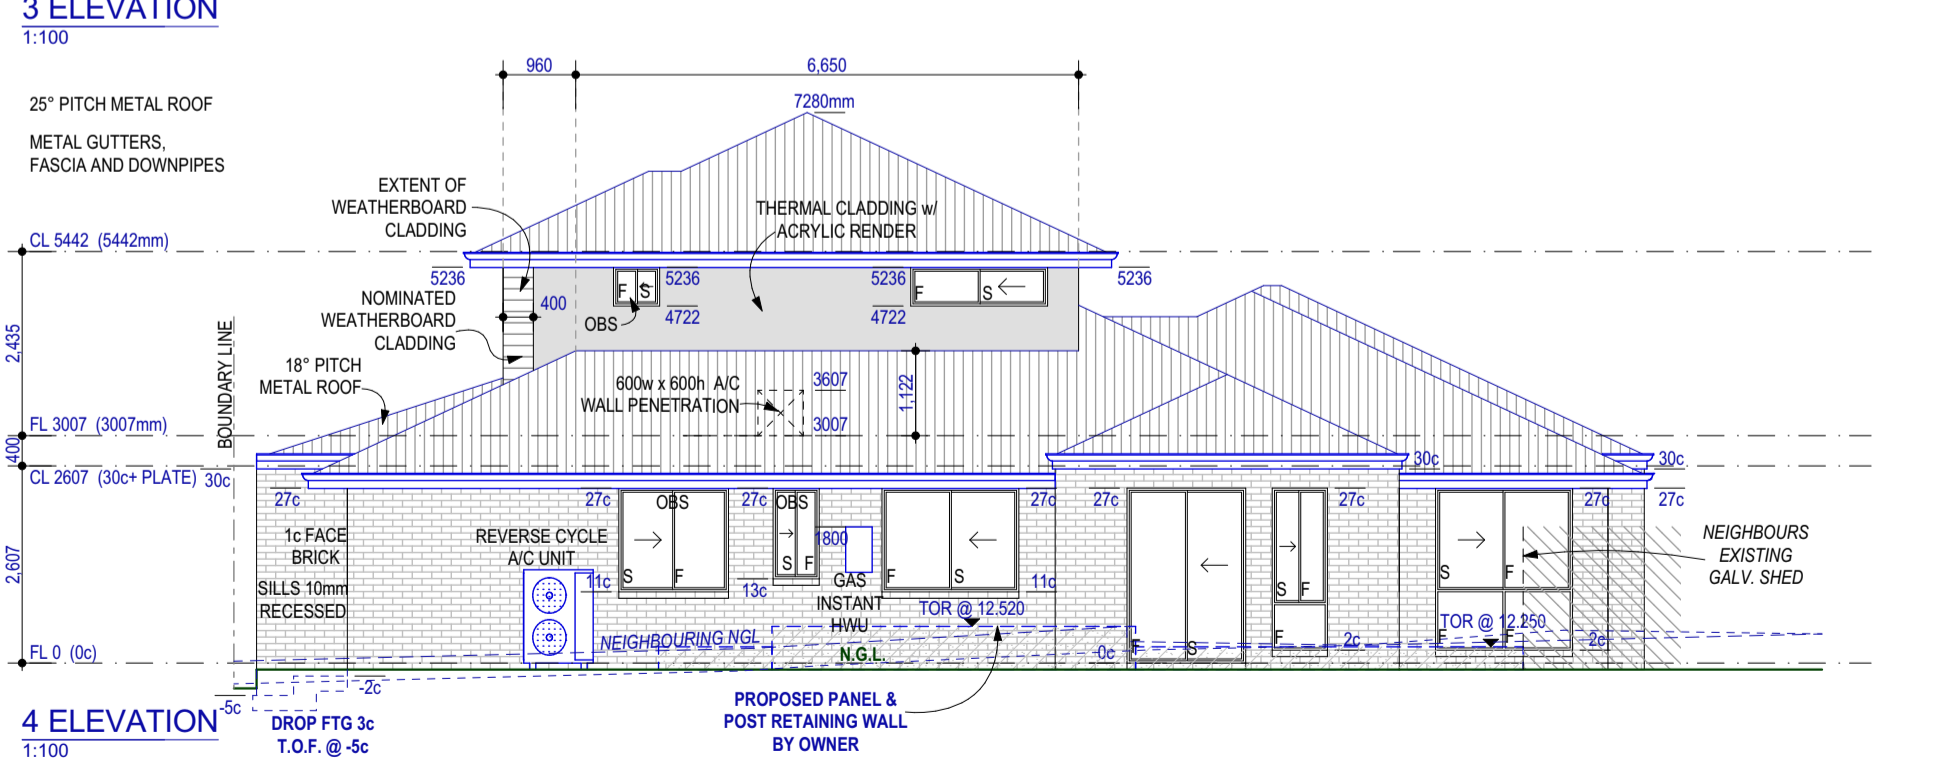 3 ELEVATION
1:100
960
6,650
7280mm
25° PITCH METAL ROOF
METAL GUTTERS,
FASCIA AND DOWNPIPES
EXTENT OF
WEATHERBOARD
CLADDING
THERMAL CLADDING w/
ACRYLIC RENDER
CL 5442 (5442mm)
5236
F
S
5236
5236
F
S
5236
NOMINATED
WEATHERBOARD
CLADDING
400
4722
4722
OBS
2,435
BOUNDARY LINE
18° PITCH
METAL ROOF
600w x 600h A/C
WALL PENETRATION
3607
3007
1,122
FL 3007 (3007mm)
400
CL 2607 (30c+ PLATE)
30c
30c
30c
27c
27c
OBS
27c
OBS
27c
27c
27c
27c
27c
1c FACE
BRICK
SILLS 10mm
RECESSED
REVERSE CYCLE
A/C UNIT
1800
NEIGHBOURS
EXISTING
GALV. SHED
2,607
11c
S
F
S
F
13c
GAS
INSTANT
HWU
F
S
11c
S
F
S
F
TOR @ 12.520
TOR @ 12.250
NEIGHBOURING NGL
N.G.L.
0c
F
S
F
2c
F
F
2c
FL 0 (0c)
-2c
-5c
DROP FTG 3c
T.O.F. @ -5c
PROPOSED PANEL &
POST RETAINING WALL
BY OWNER
4 ELEVATION
1:100